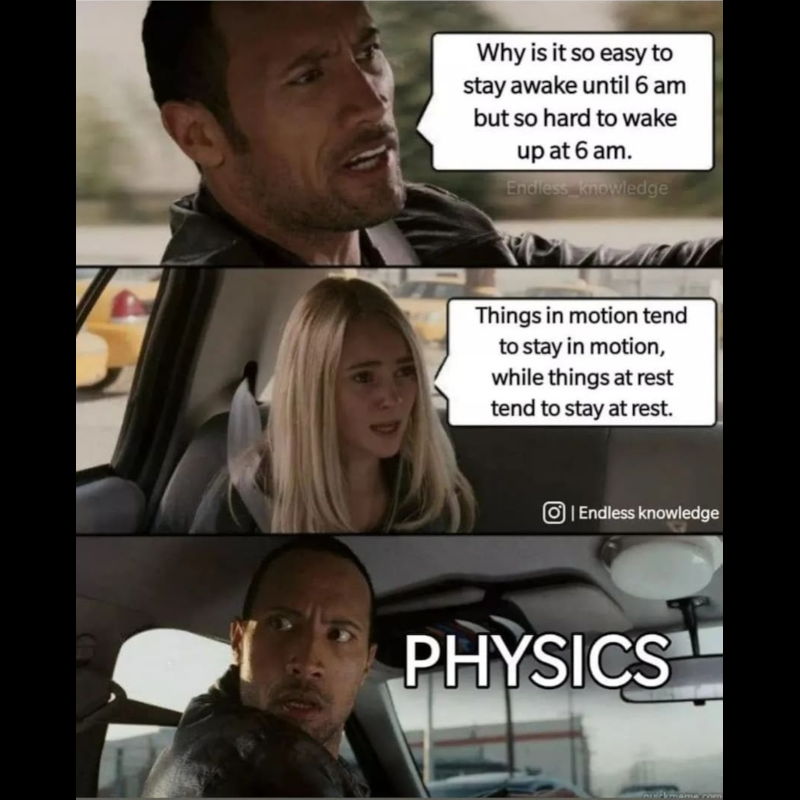 Why is it so easy to
stay awake until 6 am
but so hard to wake
up at 6 am.
Endless_knowledge
Things in motion tend
to stay in motion,
while things at rest
tend to stay at rest.
| Endless knowledge
PHYSICS
quickmeme.com